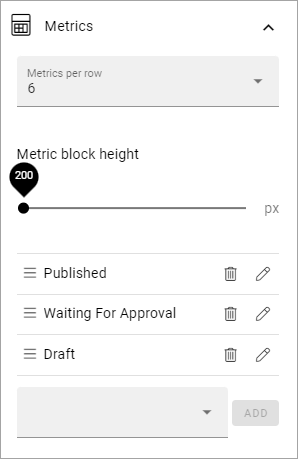 Metrics
Metrics per row
6
Metric block height
200
px
Published
Waiting For Approval
Draft
ADD